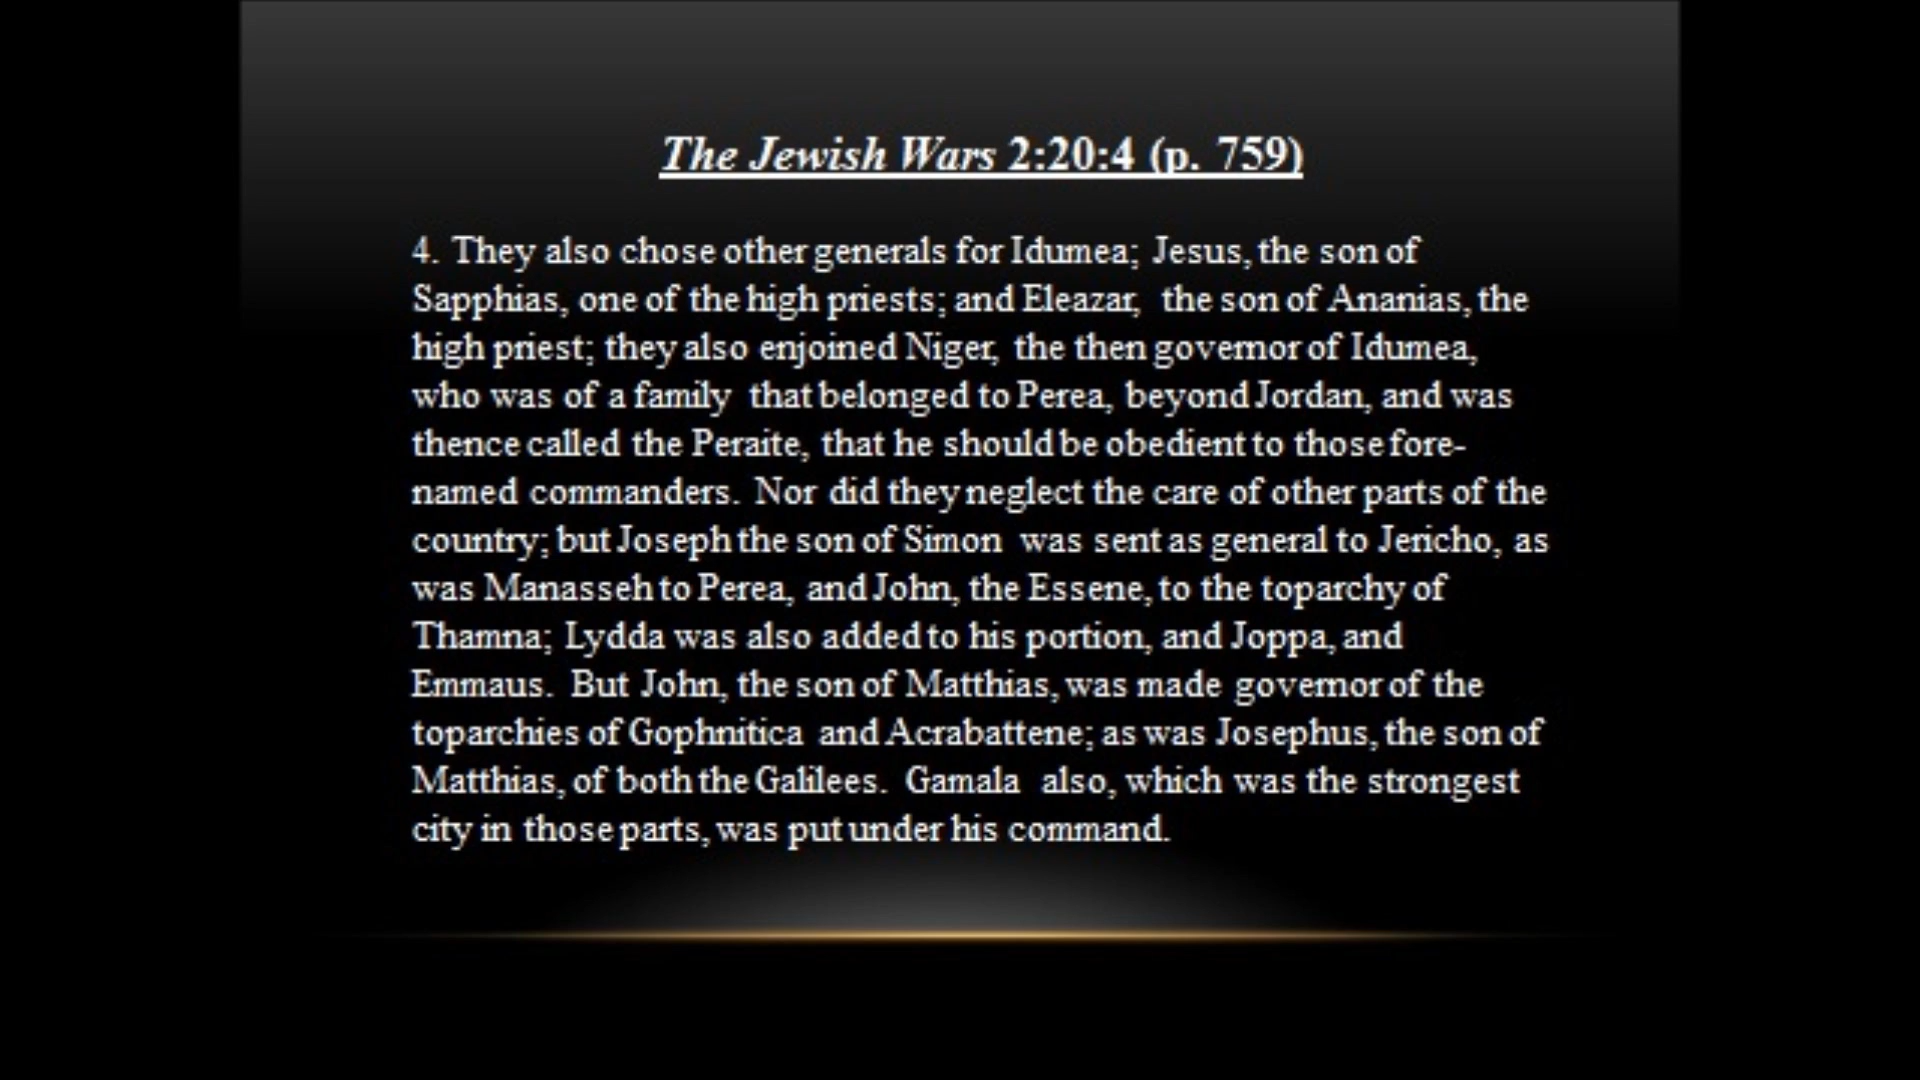 The Jewish Wars 2:20:4 (p. 759)
4. They also chose other generals for Idumea; Jesus, the son of
Sapphias, one of the high priests; and Eleazar, the son of Ananias, the
high priest; they also enjoined Niger, the then governor of Idumea,
who was of a family that belonged to Perea, beyond Jordan, and was
thence called the Peraite, that he should be obedient to those fore-
named commanders. Nor did they neglect the care of other parts of the
country; but Joseph the son of Simon was sent as general to Jericho, as
was Manasseh to Perea, and John, the Essene, to the toparchy of
Thamna; Lydda was also added to his portion, and Joppa, and
Emmaus. But John, the son of Matthias, was made governor of the
toparchies of Gophnitica and Acrabattene; as was Josephus, the son of
Matthias, of both the Galilees. Gamala also, which was the strongest
city in those parts, was put under his command.